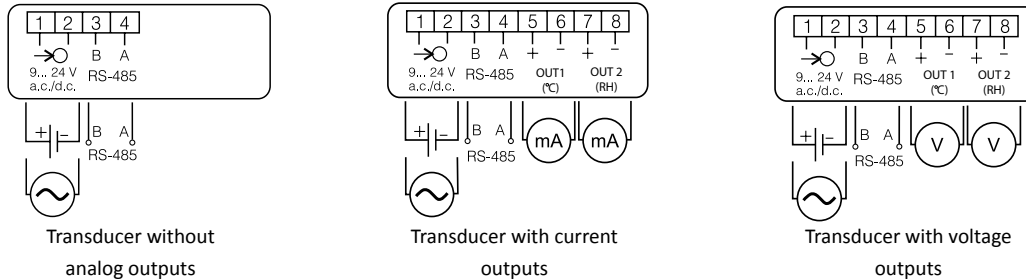 1 2 3 4
B A
9... 24 V RS-485
a.c./d.c.
+ − B A
RS-485
Transducer without
analog outputs
1 2 3 4 5 6 7 8
B A + − + −
9... 24 V RS-485 OUT1 OUT 2
a.c./d.c. (℃) (RH)
+ − B A mA mA
RS-485
Transducer with current
outputs
1 2 3 4 5 6 7 8
B A + − + −
9... 24 V RS-485 OUT 1 OUT 2
a.c./d.c. (℃) (RH)
+ − B A V V
RS-485
Transducer with voltage
outputs